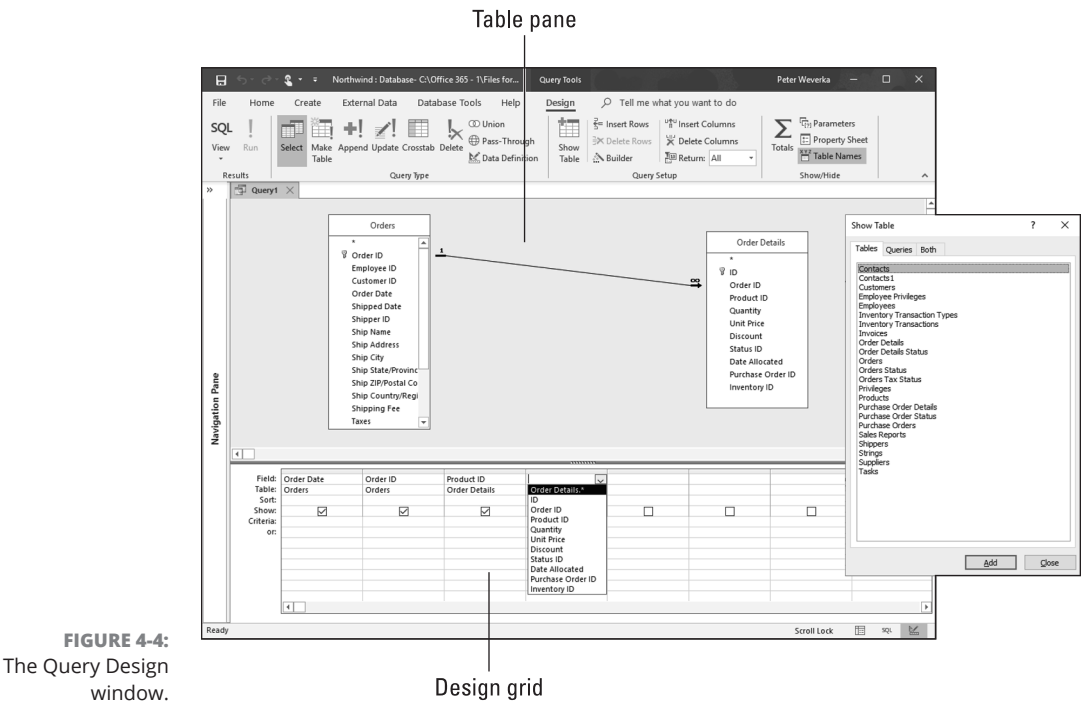 Table pane
Northwind : Database- C:\Office 365 - 1\Files for... Query Tools Peter Weverka
File Home Create External Data Database Tools Help Design Tell me what you want to do
SQL View Run
Select Make Table Append Update Crosstab Delete
Union
Pass-Through
Data Definition
Show Table
Insert Rows
Delete Rows
Builder
Insert Columns
Delete Columns
Return: All
Totals
Parameters
Property Sheet
Table Names
Results Query Type Query Setup Show/Hide
Query1
Navigation Pane
Orders
*
Order ID
Employee ID
Customer ID
Order Date
Shipped Date
Shipper ID
Ship Name
Ship Address
Ship City
Ship State/Provinc
Ship ZIP/Postal Co
Ship Country/Regi
Shipping Fee
Taxes
1
∞
Order Details
*
ID
Order ID
Product ID
Quantity
Unit Price
Discount
Status ID
Date Allocated
Purchase Order ID
Inventory ID
Show Table ? X
Tables Queries Both
Contacts
Contacts1
Customers
Employee Privileges
Employees
Inventory Transaction Types
Inventory Transactions
Invoices
Order Details
Order Details Status
Orders
Orders Status
Orders Tax Status
Privileges
Products
Purchase Order Details
Purchase Order Status
Purchase Orders
Sales Reports
Shippers
Strings
Suppliers
Tasks
Add Close
Field: Order Date Order ID Product ID
Table: Orders Orders Order Details
Sort:
Show:
Criteria:
or:
Order Details.*
ID
Order ID
Product ID
Quantity
Unit Price
Discount
Status ID
Date Allocated
Purchase Order ID
Inventory ID
Ready Scroll Lock SQL
Design grid
FIGURE 4-4:
The Query Design
window.